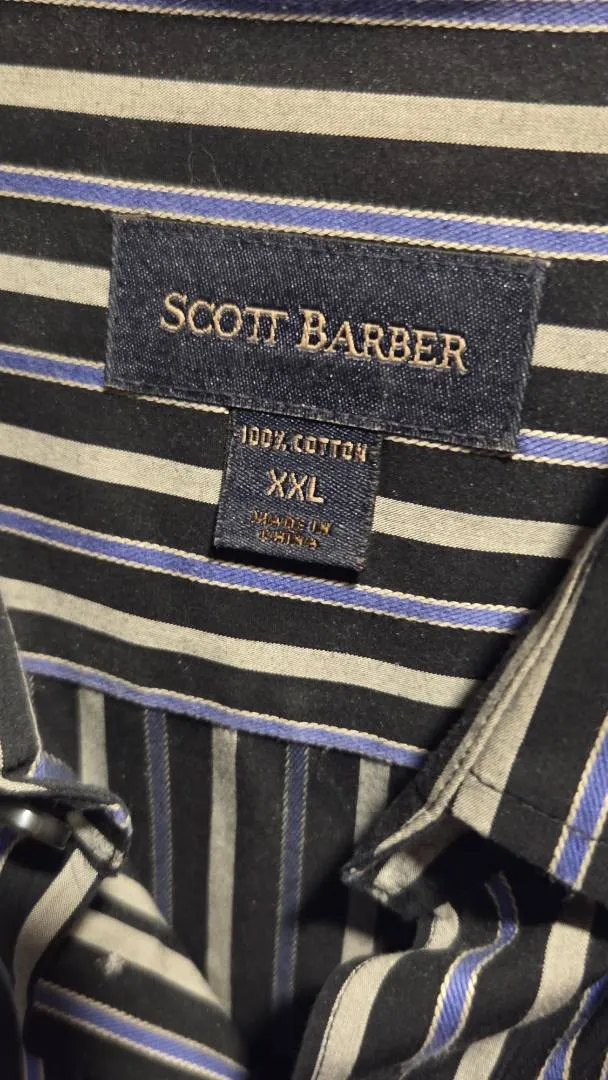 SCOTT BARBER
100% COTTON
XXL
MADE IN
CHINA